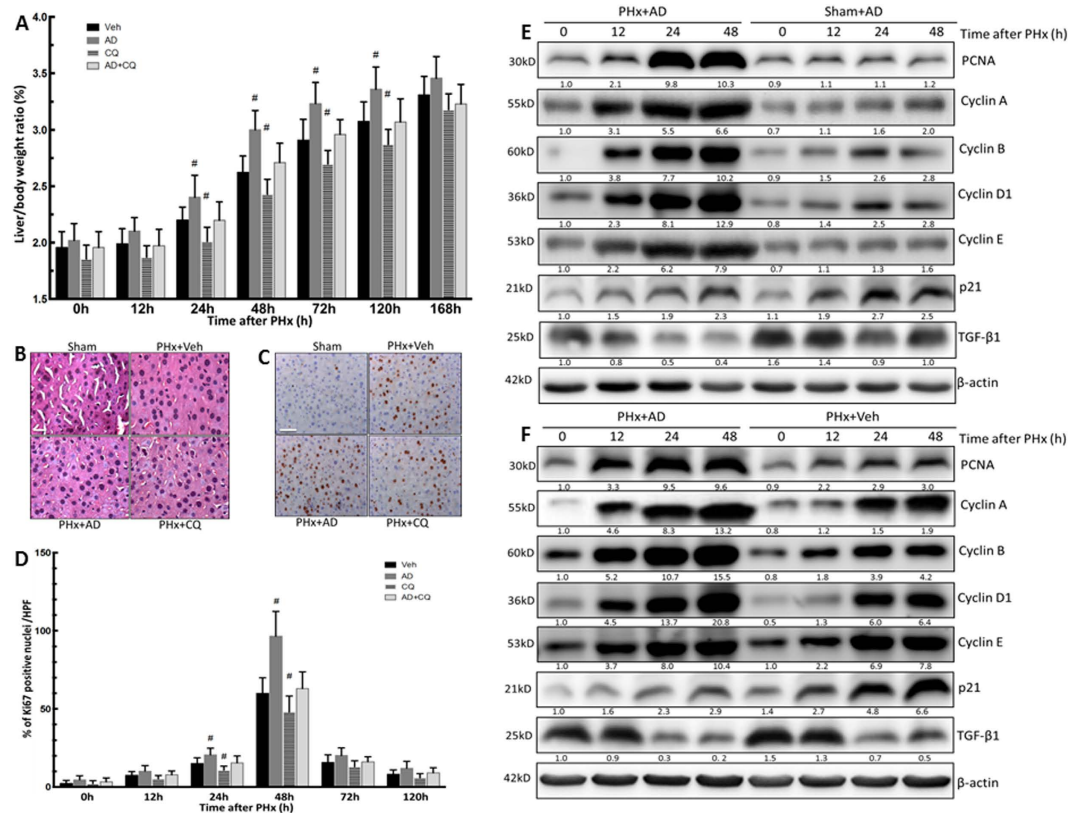 A
4.0
3.5
3.0
2.5
2.0
1.5
Liver/body weight ratio (%)
Veh
AD
CQ
AD+CQ
# # # # # # # #
0h 12h 24h 48h 72h 120h 168h
Time after PHx (h)
B
Sham PHx+Veh
PHx+AD PHx+CQ
C
Sham PHx+Veh
PHx+AD PHx+CQ
D
150
100
50
0
% of Ki67 positive nuclei /HPF
Veh
AD
CQ
AD+CQ
# # # #
0h 12h 24h 48h 72h 120h
Time after PHx (h)
E
PHx+AD Sham+AD
0 12 24 48 0 12 24 48 Time after PHx (h)
30kD PCNA
1.0 2.1 9.8 10.3 0.9 1.1 1.1 1.2
55kD Cyclin A
1.0 3.1 5.5 6.6 0.7 1.1 1.6 2.0
60kD Cyclin B
1.0 3.8 7.7 10.2 0.9 1.5 2.6 2.8
36kD Cyclin D1
1.0 2.3 8.1 12.9 0.8 1.4 2.5 2.8
53kD Cyclin E
1.0 2.2 6.2 7.9 0.7 1.1 1.3 1.6
21kD p21
1.0 1.5 1.9 2.3 1.1 1.9 2.7 2.5
25kD TGF-β1
1.0 0.8 0.5 0.4 1.6 1.4 0.9 1.0
42kD β-actin
F
PHx+AD PHx+Veh
0 12 24 48 0 12 24 48 Time after PHx (h)
30kD PCNA
1.0 3.3 9.5 9.6 0.9 2.2 2.9 3.0
55kD Cyclin A
1.0 4.6 8.3 13.2 0.8 1.2 1.5 1.9
60kD Cyclin B
1.0 5.2 10.7 15.5 0.8 1.8 3.9 4.2
36kD Cyclin D1
1.0 4.5 13.7 20.8 0.5 1.3 6.0 6.4
53kD Cyclin E
1.0 3.7 8.0 10.4 1.0 2.2 6.9 7.8
21kD p21
1.0 1.6 2.3 2.9 1.4 2.7 4.8 6.6
25kD TGF-β1
1.0 0.9 0.3 0.2 1.5 1.3 0.7 0.5
42kD β-actin